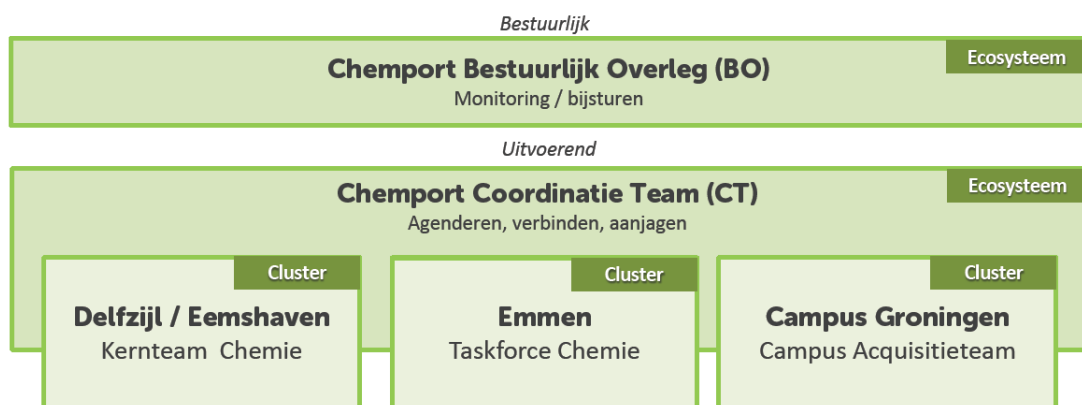 Bestuurlijk
Ecosysteem
Chemport Bestuurlijk Overleg (BO)
Monitoring / bijsturen
Uitvoerend
Ecosysteem
Chemport Coordinatie Team (CT)
Agenderen, verbinden, aanjagen
Cluster
Delfzijl / Eemshaven
Kernteam Chemie
Cluster
Emmen
Taskforce Chemie
Cluster
Campus Groningen
Campus Acquisitieteam